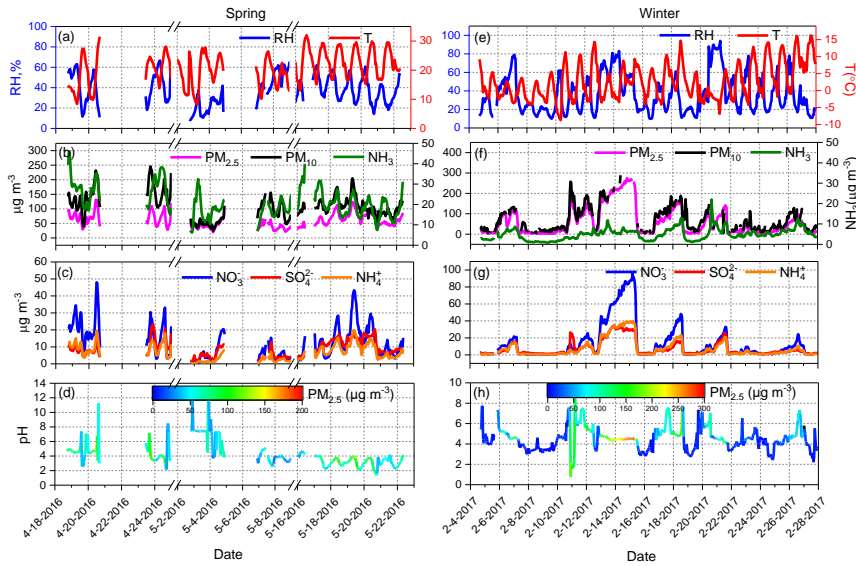 Spring
(a)
RH
T
100
80
60
40
20
0
RH,%
30
20
10
0
(b)
PM2.5
PM10
NH3
300
250
200
150
100
50
0
µg m-3
50
40
30
20
10
0
(c)
NO3-
SO42-
NH4+
60
40
20
0
µg m-3
(d)
PM2.5 (µg m-3)
0 50 100 150 200
14
12
10
8
6
4
2
0
pH
4-18-2016
4-20-2016
4-22-2016
4-24-2016
5-2-2016
5-4-2016
5-6-2016
5-8-2016
5-16-2016
5-18-2016
5-20-2016
5-22-2016
Date
Winter
(e)
RH
T
100
80
60
40
20
0
15
10
5
0
-5
-10
T(°C)
(f)
PM2.5
PM10
NH3
400
300
200
100
0
50
40
30
20
10
0
NH3(µg m-3)
(g)
NO3-
SO42-
NH4+
100
80
60
40
20
0
(h)
PM2.5 (µg m-3)
0 50 100 150 200 250 300
10
8
6
4
2
0
2-4-2017
2-6-2017
2-8-2017
2-10-2017
2-12-2017
2-14-2017
2-16-2017
2-18-2017
2-20-2017
2-22-2017
2-24-2017
2-26-2017
2-28-2017
Date